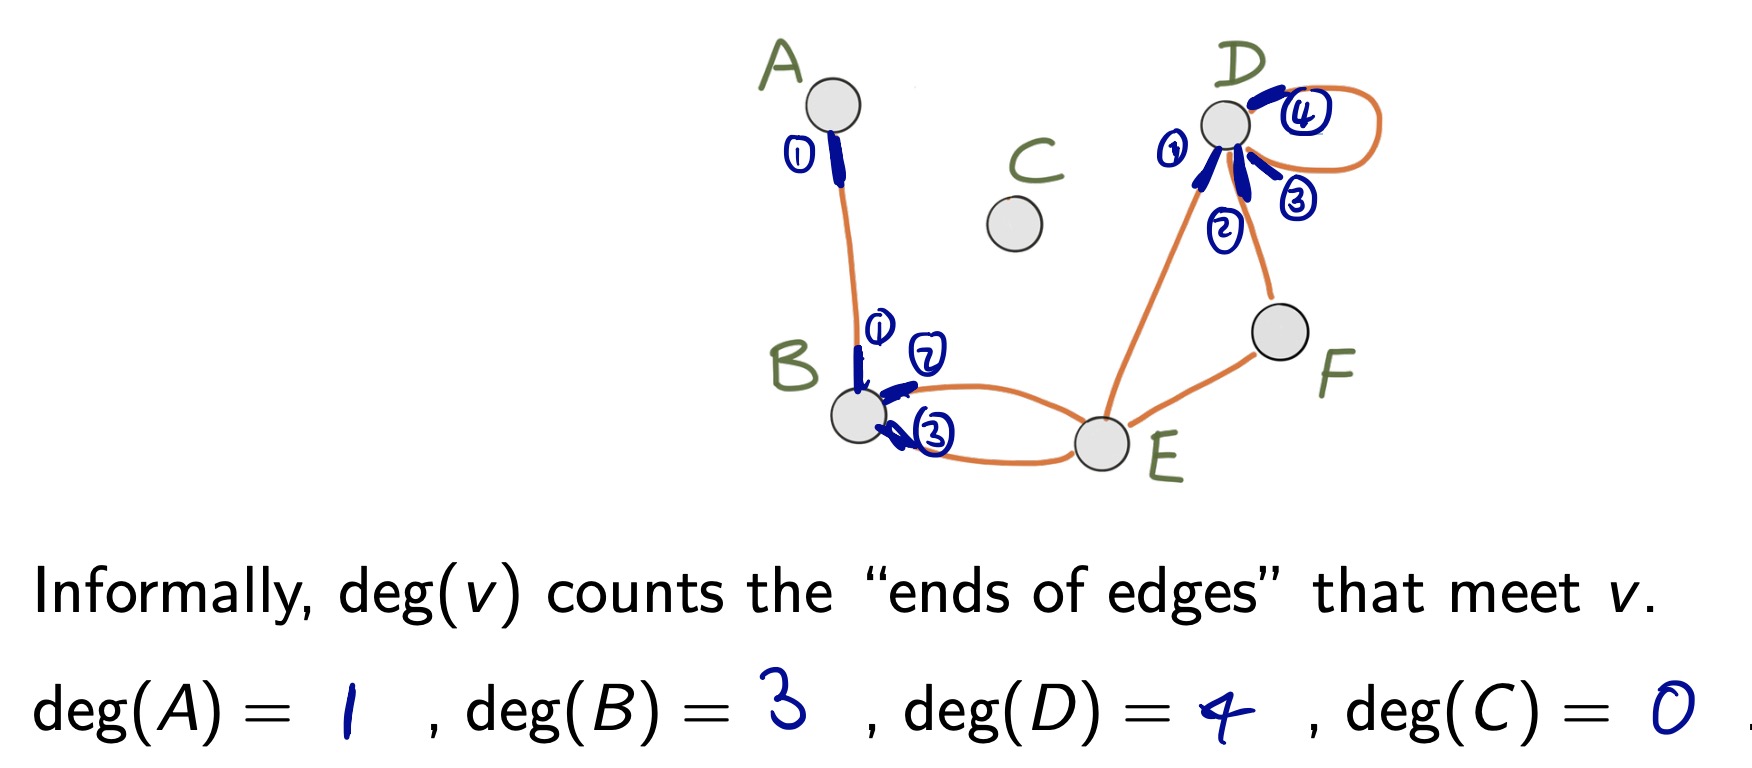 A
D
④
①
①
C
③
②
①
②
B
F
③
E
Informally, deg(v) counts the “ends of edges” that meet v.
deg(A) = 1 , deg(B) = 3 , deg(D) = 4 , deg(C) = 0 .